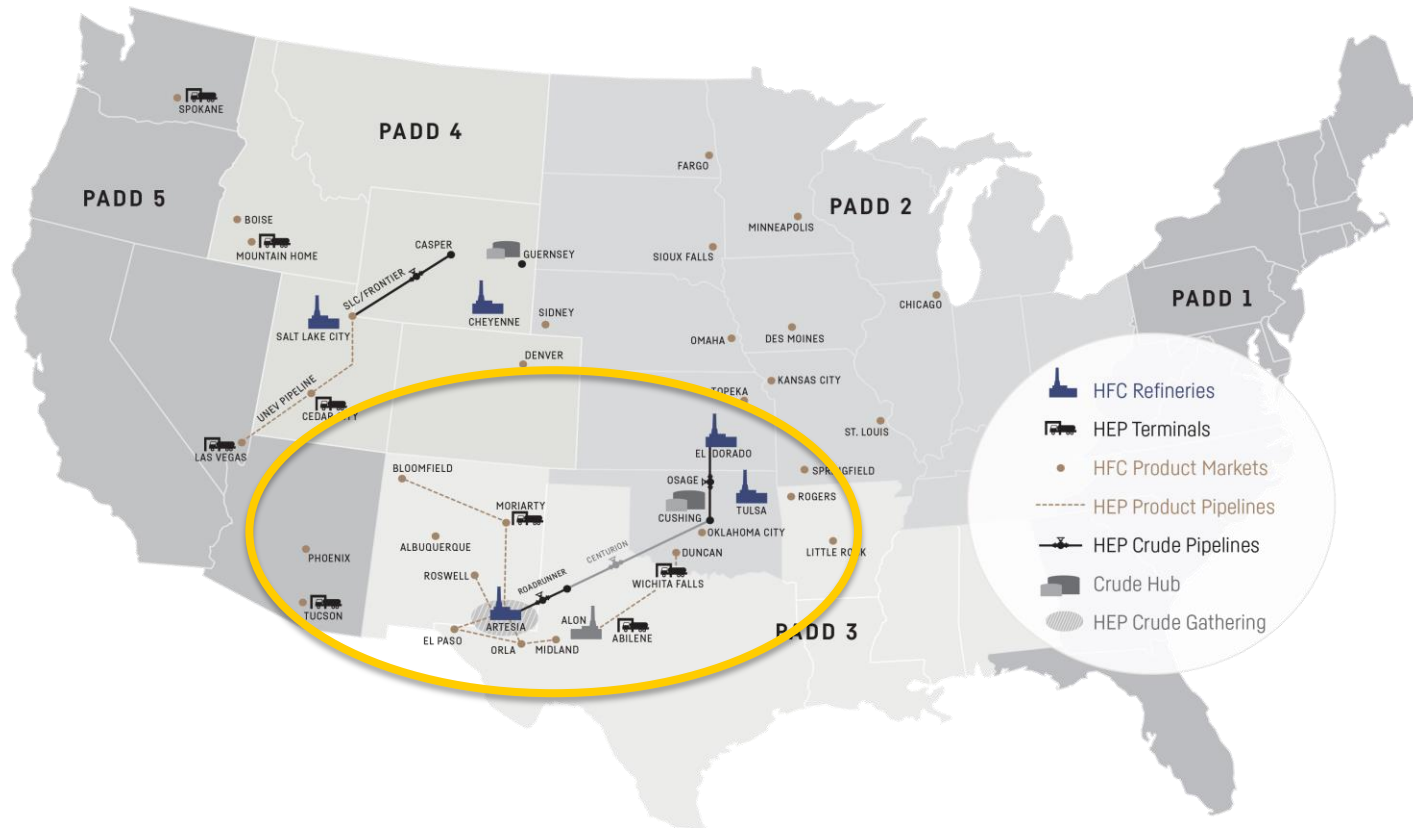 SPOKANE
PADD 4
PADD 5
FARGO
PADD 2
BOISE
MOUNTAIN HOME
CASPER
GUERNSEY
MINNEAPOLIS
SIOUX FALLS
SLC/FRONTIER
CHEYENNE
SIDNEY
CHICAGO
PADD 1
SALT LAKE CITY
OMAHA
DES MOINES
DENVER
KANSAS CITY
TOPEKA
UNEV PIPELINE
CEDAR CITY
ST. LOUIS
LAS VEGAS
EL DORADO
BLOOMFIELD
OSAGE
SPRINGFIELD
MORIARTY
CUSHING
TULSA
ROGERS
OKLAHOMA CITY
ALBUQUERQUE
PHOENIX
CENTURION
DUNCAN
LITTLE ROCK
ROSWELL
ROADRUNNER
WICHITA FALLS
TUCSON
ARTESIA
ALON
ABILENE
PADD 3
EL PASO
ORLA
MIDLAND
HFC Refineries
HEP Terminals
HFC Product Markets
HEP Product Pipelines
HEP Crude Pipelines
Crude Hub
HEP Crude Gathering